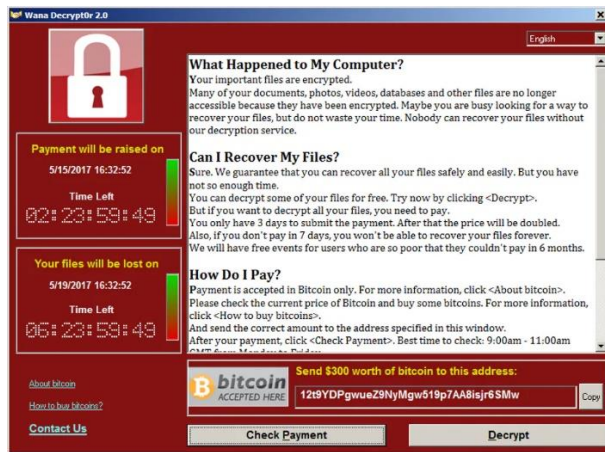 Wana Decrypt0r 2.0
English
What Happened to My Computer?
Your important files are encrypted.
Many of your documents, photos, videos, databases and other files are no longer
accessible because they have been encrypted. Maybe you are busy looking for a way to
recover your files, but do not waste your time. Nobody can recover your files without
our decryption service.
Can I Recover My Files?
Sure. We guarantee that you can recover all your files safely and easily. But you have
not so enough time.
You can decrypt some of your files for free. Try now by clicking <Decrypt>.
But if you want to decrypt all your files, you need to pay.
You only have 3 days to submit the payment. After that the price will be doubled.
Also, if you don't pay in 7 days, you won't be able to recover your files forever.
We will have free events for users who are so poor that they couldn't pay in 6 months.
How Do I Pay?
Payment is accepted in Bitcoin only. For more information, click <About bitcoin>.
Please check the current price of Bitcoin and buy some bitcoins. For more information,
click <How to buy bitcoins>.
And send the correct amount to the address specified in this window.
After your payment, click <Check Payment>. Best time to check: 9:00am - 11:00am
GMT from Monday to Friday.
Payment will be raised on
5/15/2017 16:32:52
Time Left
02:23:59:49
Your files will be lost on
5/19/2017 16:32:52
Time Left
06:23:59:49
About bitcoin
How to buy bitcoins?
Contact Us
bitcoin
ACCEPTED HERE
Send $300 worth of bitcoin to this address:
12t9YDPgwueZ9NyMgw519p7AA8isjr6SMw
Copy
Check Payment
Decrypt